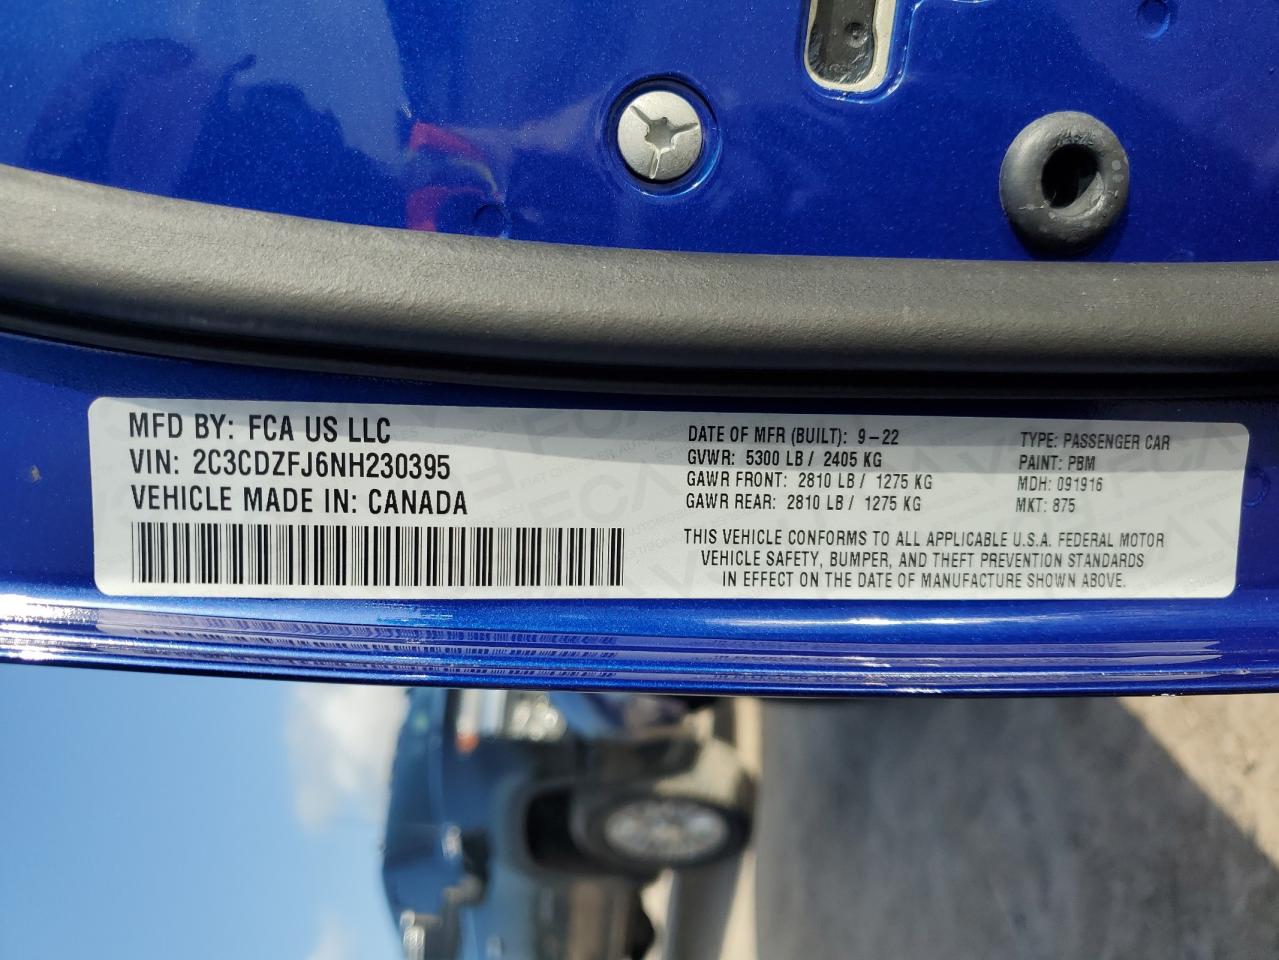 MFD BY: FCA US LLC
VIN: 2C3CDZFJ6NH230395
VEHICLE MADE IN: CANADA
DATE OF MFR (BUILT): 9-22
GVWR: 5300 LB / 2405 KG
GAWR FRONT: 2810 LB / 1275 KG
GAWR REAR: 2810 LB / 1275 KG
TYPE: PASSENGER CAR
PAINT: PBM
MDH: 091916
MKT: 875
THIS VEHICLE CONFORMS TO ALL APPLICABLE U.S.A. FEDERAL MOTOR
VEHICLE SAFETY, BUMPER, AND THEFT PREVENTION STANDARDS
IN EFFECT ON THE DATE OF MANUFACTURE SHOWN ABOVE.